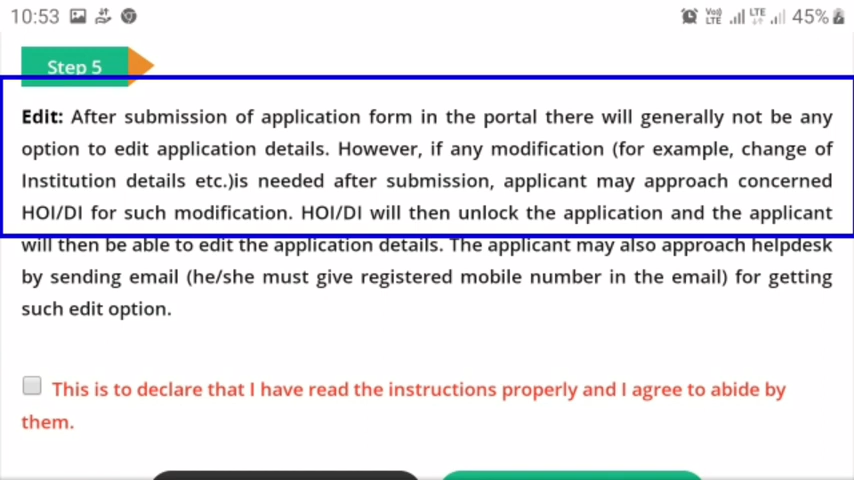 10:53 VoJ) LTE LTE 45%
Step 5
Edit: After submission of application form in the portal there will generally not be any
option to edit application details. However, if any modification (for example, change of
Institution details etc.)is needed after submission, applicant may approach concerned
HOI/DI for such modification. HOI/DI will then unlock the application and the applicant
will then be able to edit the application details. The applicant may also approach helpdesk
by sending email (he/she must give registered mobile number in the email) for getting
such edit option.
This is to declare that I have read the instructions properly and I agree to abide by
them.